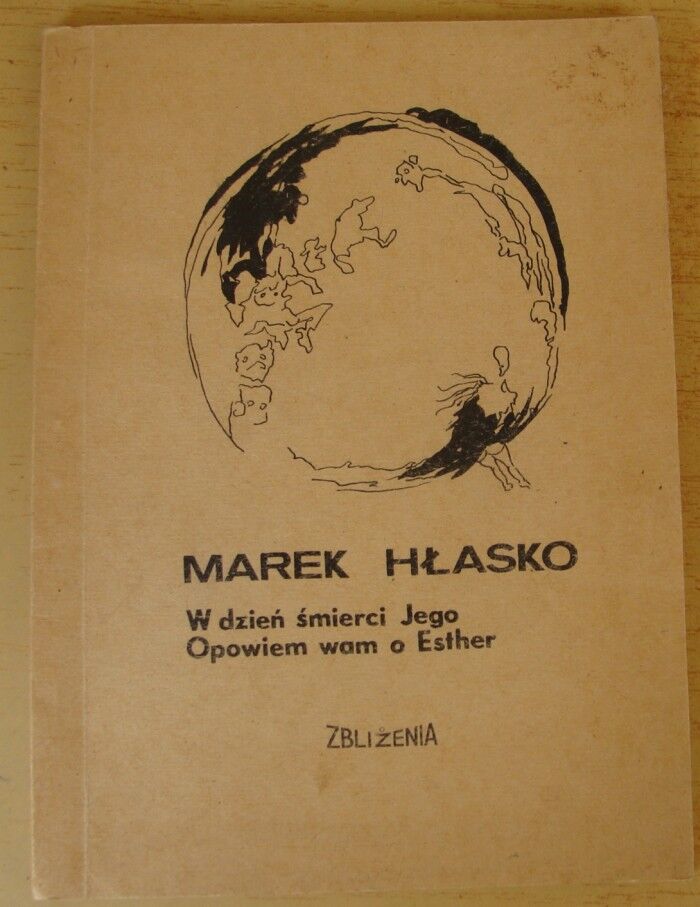 MAREK HŁASKO
W dzień śmierci Jego
Opowiem wam o Esther
ZBLIŻENIA